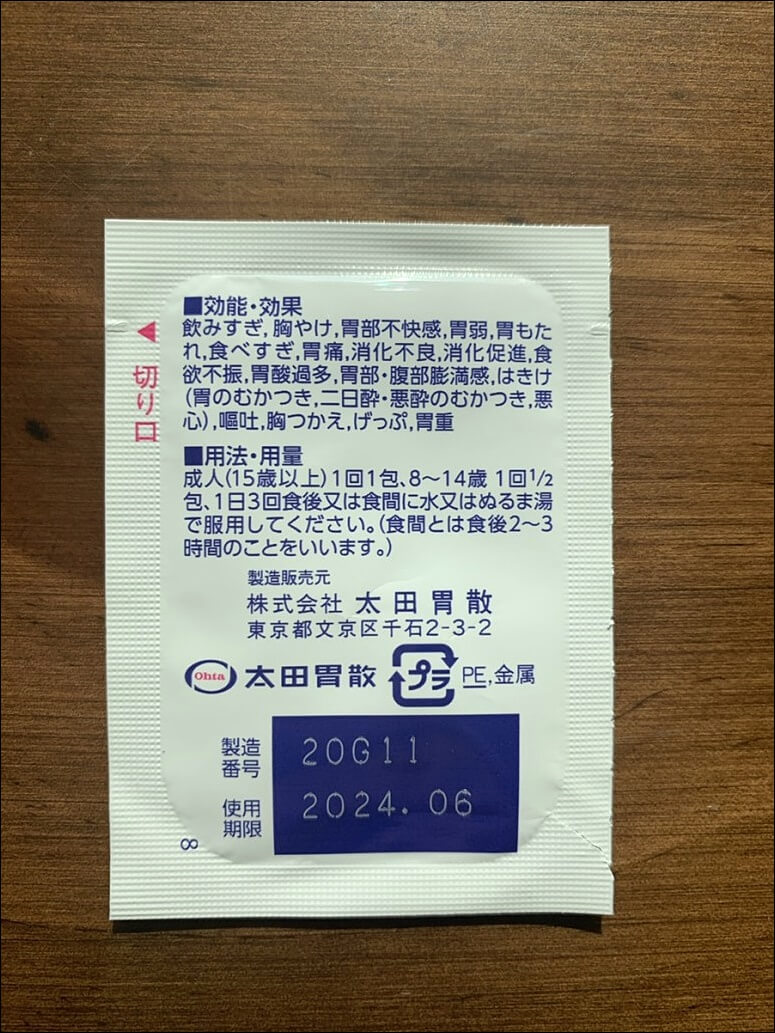 ■効能・効果
飲みすぎ,胸やけ,胃部不快感,胃弱,胃もた
れ,食べすぎ,胃痛,消化不良,消化促進,食
欲不振,胃酸過多,胃部・腹部膨満感,はきけ
(胃のむかつき,二日酔・悪酔のむかつき,悪
心),嘔吐,胸つかえ,げっぷ,胃重
■用法・用量
成人(15歳以上)1回1包、8〜14歳 1回1/2
包、1日3回食後又は食間に水又はぬるま湯
で服用してください。(食間とは食後2〜3
時間のことをいいます。)
製造販売元
株式会社 太田胃散
東京都文京区千石2-3-2
Ohta 太田胃散 プラ PE,金属
製造
番号
20G11
使用
期限
2024.06
切り口
8